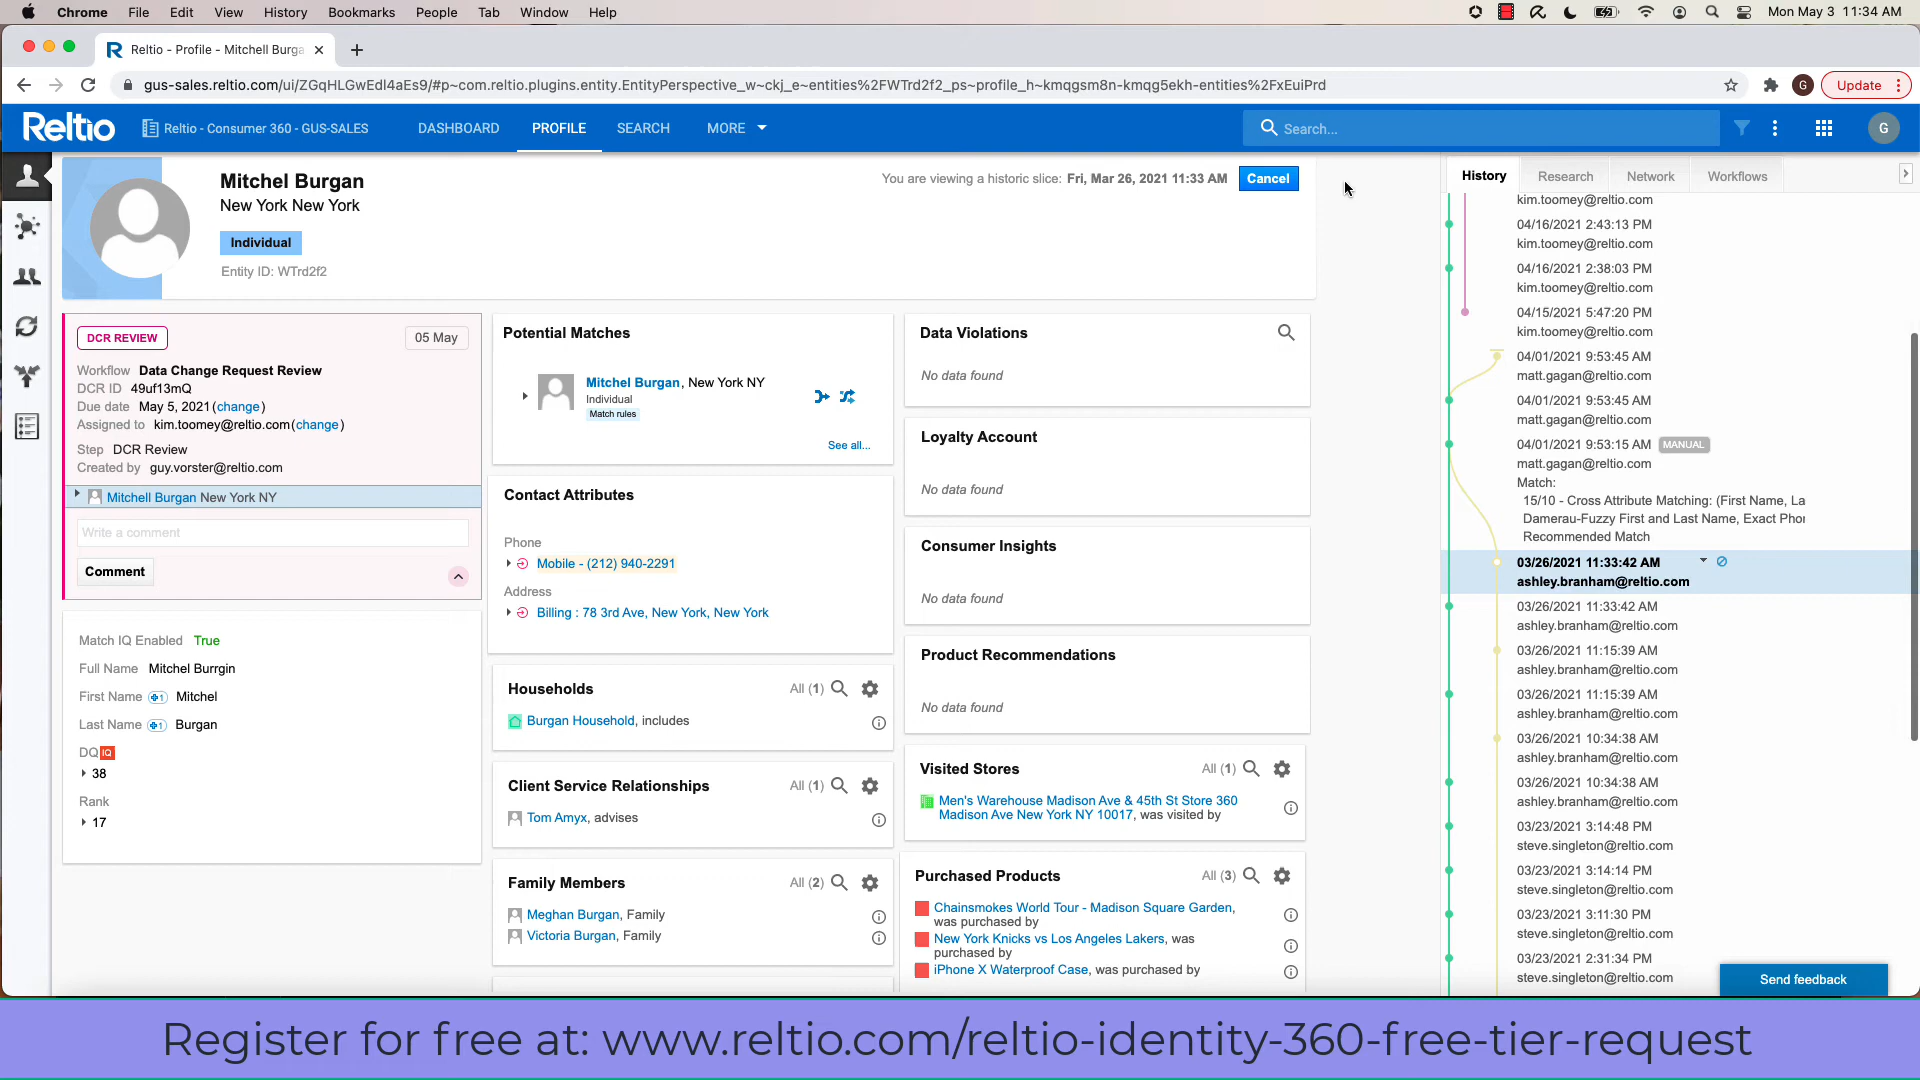 Chrome File Edit View History Bookmarks People Tab Window Help Mon May 3 11:34 AM
Reltio - Profile - Mitchell Burga
gus-sales.reltio.com/ui/ZGqHLGwEdl4aEs9/#p~com.reltio.plugins.entity.EntityPerspective_w~ckj_e~entities%2FWTrd2f2_ps~profile_h~kmqgsm8n-kmqg5ekh-entities%2FxEuiPrd G Update
Reltio Reltio - Consumer 360 - GUS-SALES DASHBOARD PROFILE SEARCH MORE Search... G
Mitchel Burgan
New York New York
Individual
Entity ID: WTrd2f2
You are viewing a historic slice: Fri, Mar 26, 2021 11:33 AM Cancel
DCR REVIEW 05 May
Workflow Data Change Request Review
DCR ID 49uf13mQ
Due date May 5, 2021 (change)
Assigned to kim.toomey@reltio.com (change)
Step DCR Review
Created by guy.vorster@reltio.com
Mitchell Burgan New York NY
Write a comment
Comment
Match IQ Enabled True
Full Name Mitchel Burrgin
First Name +1 Mitchel
Last Name +1 Burgan
DQ IQ
38
Rank
17
Potential Matches
Mitchel Burgan, New York NY
Individual
Match rules
See all...
Contact Attributes
Phone
Mobile - (212) 940-2291
Address
Billing : 78 3rd Ave, New York, New York
Households All (1)
Burgan Household, includes
Client Service Relationships All (1)
Tom Amyx, advises
Family Members All (2)
Meghan Burgan, Family
Victoria Burgan, Family
Data Violations
No data found
Loyalty Account
No data found
Consumer Insights
No data found
Product Recommendations
No data found
Visited Stores All (1)
Men's Warehouse Madison Ave & 45th St Store 360
Madison Ave New York NY 10017, was visited by
Purchased Products All (3)
Chainsmokes World Tour - Madison Square Garden,
was purchased by
New York Knicks vs Los Angeles Lakers, was
purchased by
iPhone X Waterproof Case, was purchased by
History Research Network Workflows
kim.toomey@reltio.com
04/16/2021 2:43:13 PM
kim.toomey@reltio.com
04/16/2021 2:38:03 PM
kim.toomey@reltio.com
04/15/2021 5:47:20 PM
kim.toomey@reltio.com
04/01/2021 9:53:45 AM
matt.gagan@reltio.com
04/01/2021 9:53:45 AM
matt.gagan@reltio.com
04/01/2021 9:53:15 AM MANUAL
matt.gagan@reltio.com
Match:
15/10 - Cross Attribute Matching: (First Name, La
Damerau-Fuzzy First and Last Name, Exact Phor
Recommended Match
03/26/2021 11:33:42 AM
ashley.branham@reltio.com
03/26/2021 11:33:42 AM
ashley.branham@reltio.com
03/26/2021 11:15:39 AM
ashley.branham@reltio.com
03/26/2021 11:15:39 AM
ashley.branham@reltio.com
03/26/2021 10:34:38 AM
ashley.branham@reltio.com
03/26/2021 10:34:38 AM
ashley.branham@reltio.com
03/23/2021 3:14:48 PM
steve.singleton@reltio.com
03/23/2021 3:14:14 PM
steve.singleton@reltio.com
03/23/2021 3:11:30 PM
steve.singleton@reltio.com
03/23/2021 2:31:34 PM
steve.singleton@reltio.com
Send feedback
Register for free at: www.reltio.com/reltio-identity-360-free-tier-request